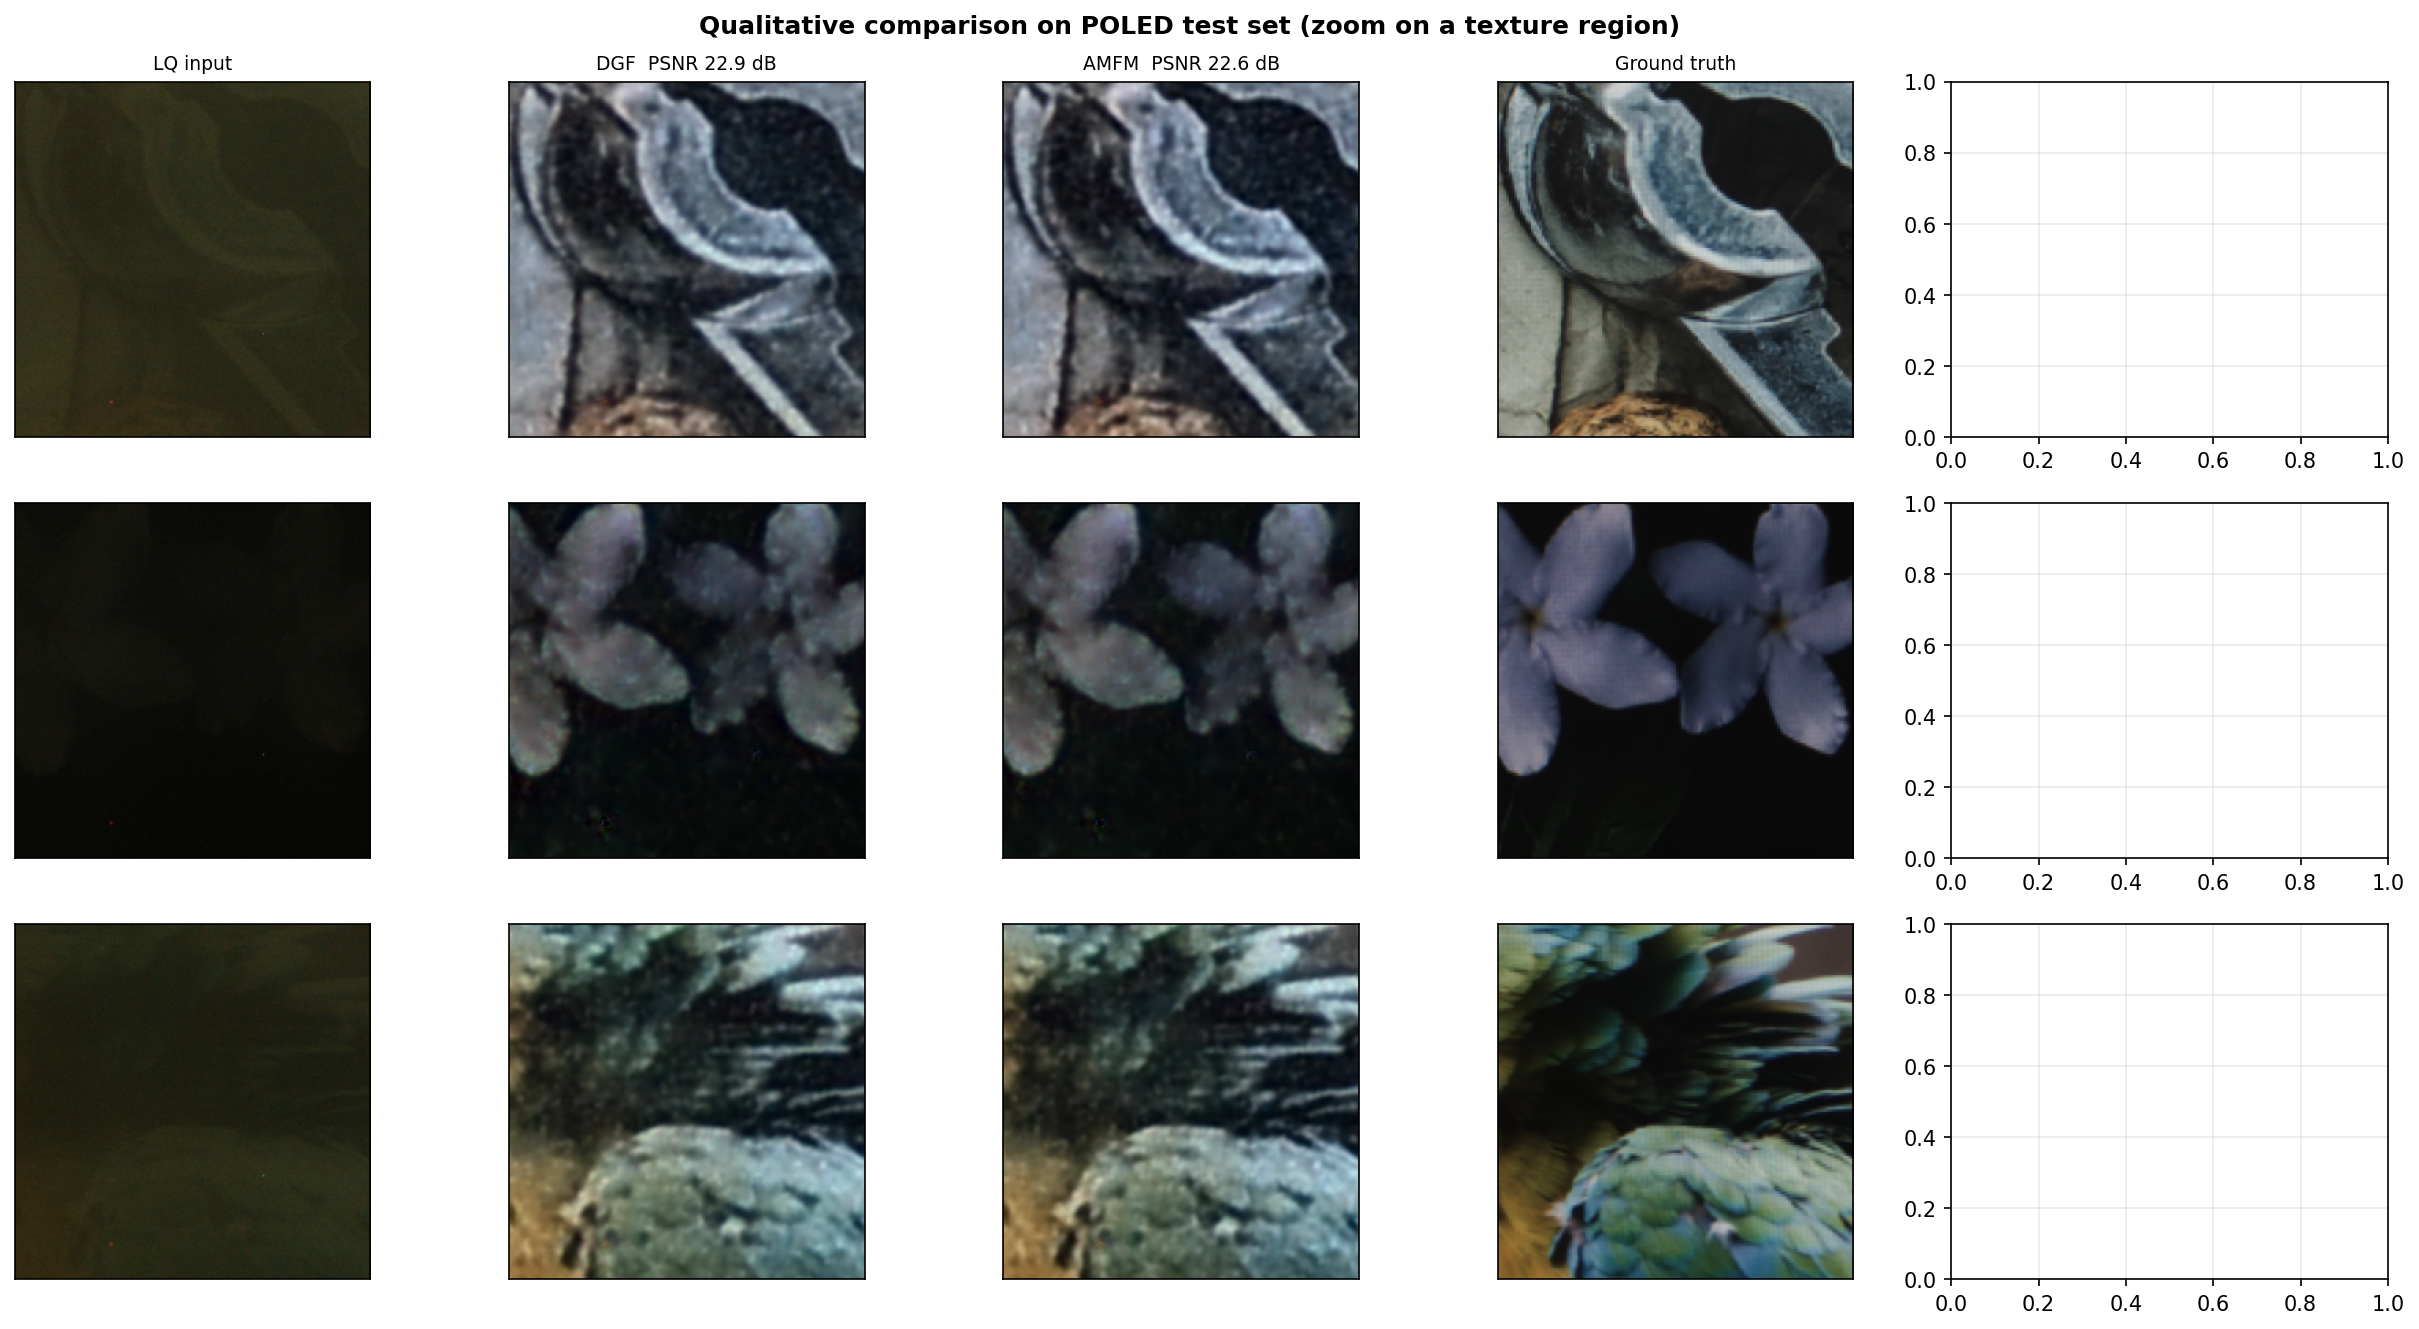 Qualitative comparison on POLED test set (zoom on a texture region)
LQ input
DGF PSNR 22.9 dB
AMFM PSNR 22.6 dB
Ground truth
1.0
0.8
0.6
0.4
0.2
0.0
0.0 0.2 0.4 0.6 0.8 1.0
1.0
0.8
0.6
0.4
0.2
0.0
0.0 0.2 0.4 0.6 0.8 1.0
1.0
0.8
0.6
0.4
0.2
0.0
0.0 0.2 0.4 0.6 0.8 1.0